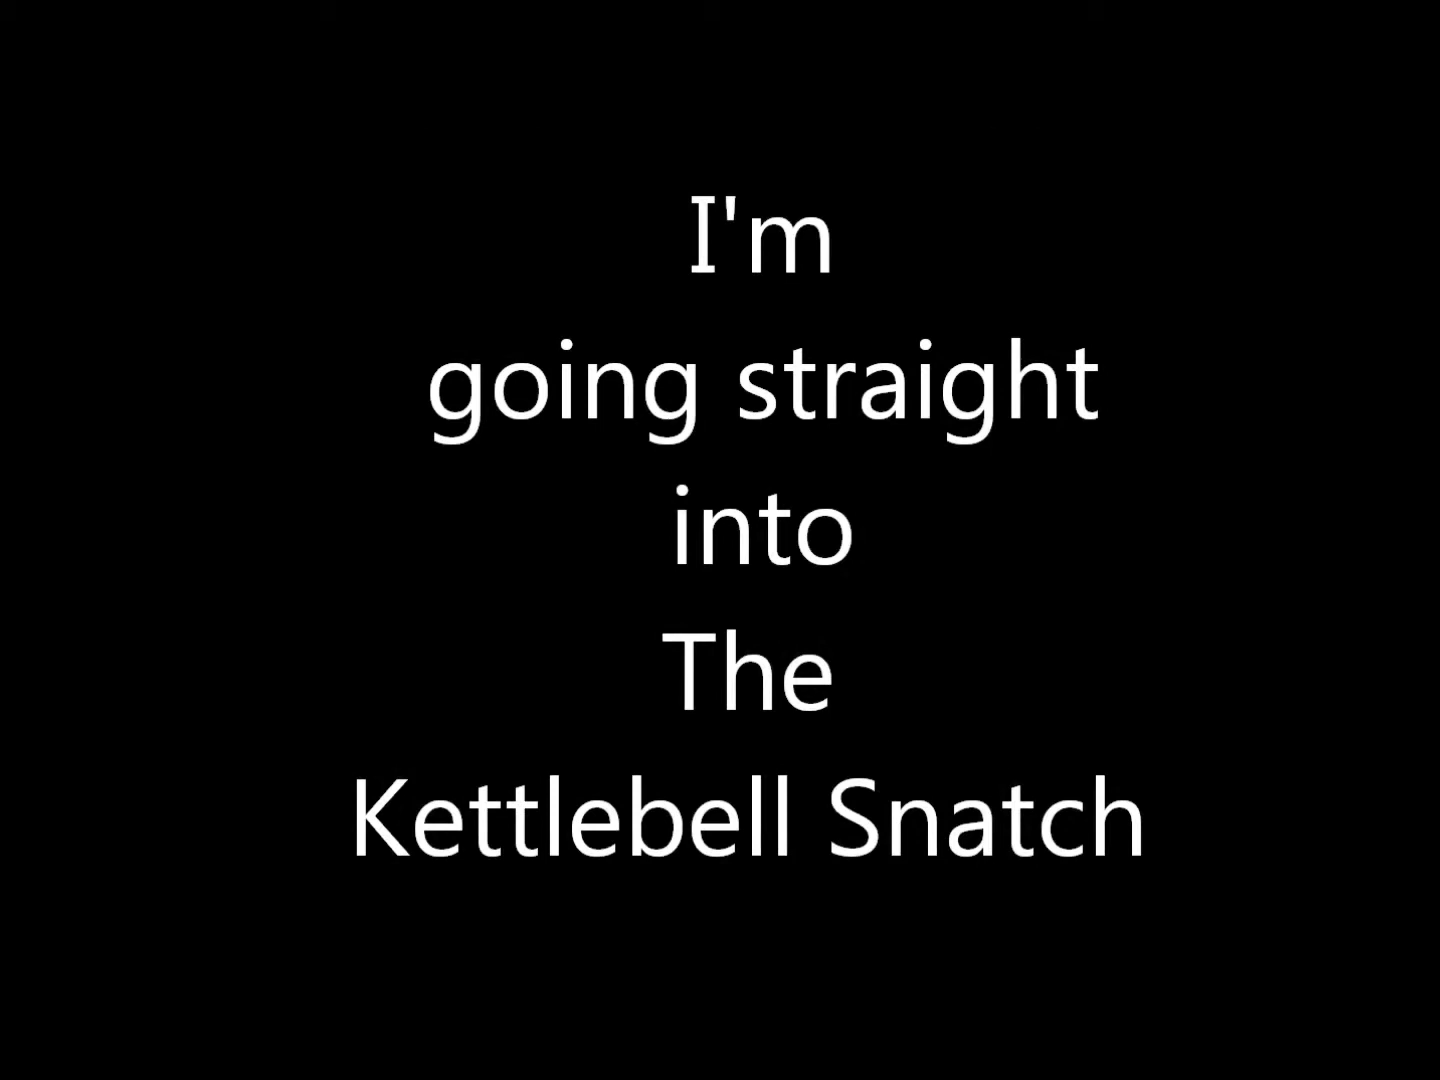 I'm
going straight
into
The
Kettlebell Snatch